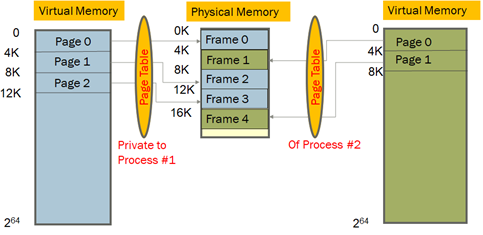 Virtual Memory
Physical Memory
Virtual Memory
0
4K
8K
12K
2^64
Page 0
Page 1
Page 2
Page Table
Private to
Process #1
0K
4K
8K
12K
16K
Frame 0
Frame 1
Frame 2
Frame 3
Frame 4
Page Table
Of Process #2
0
4K
8K
2^64
Page 0
Page 1